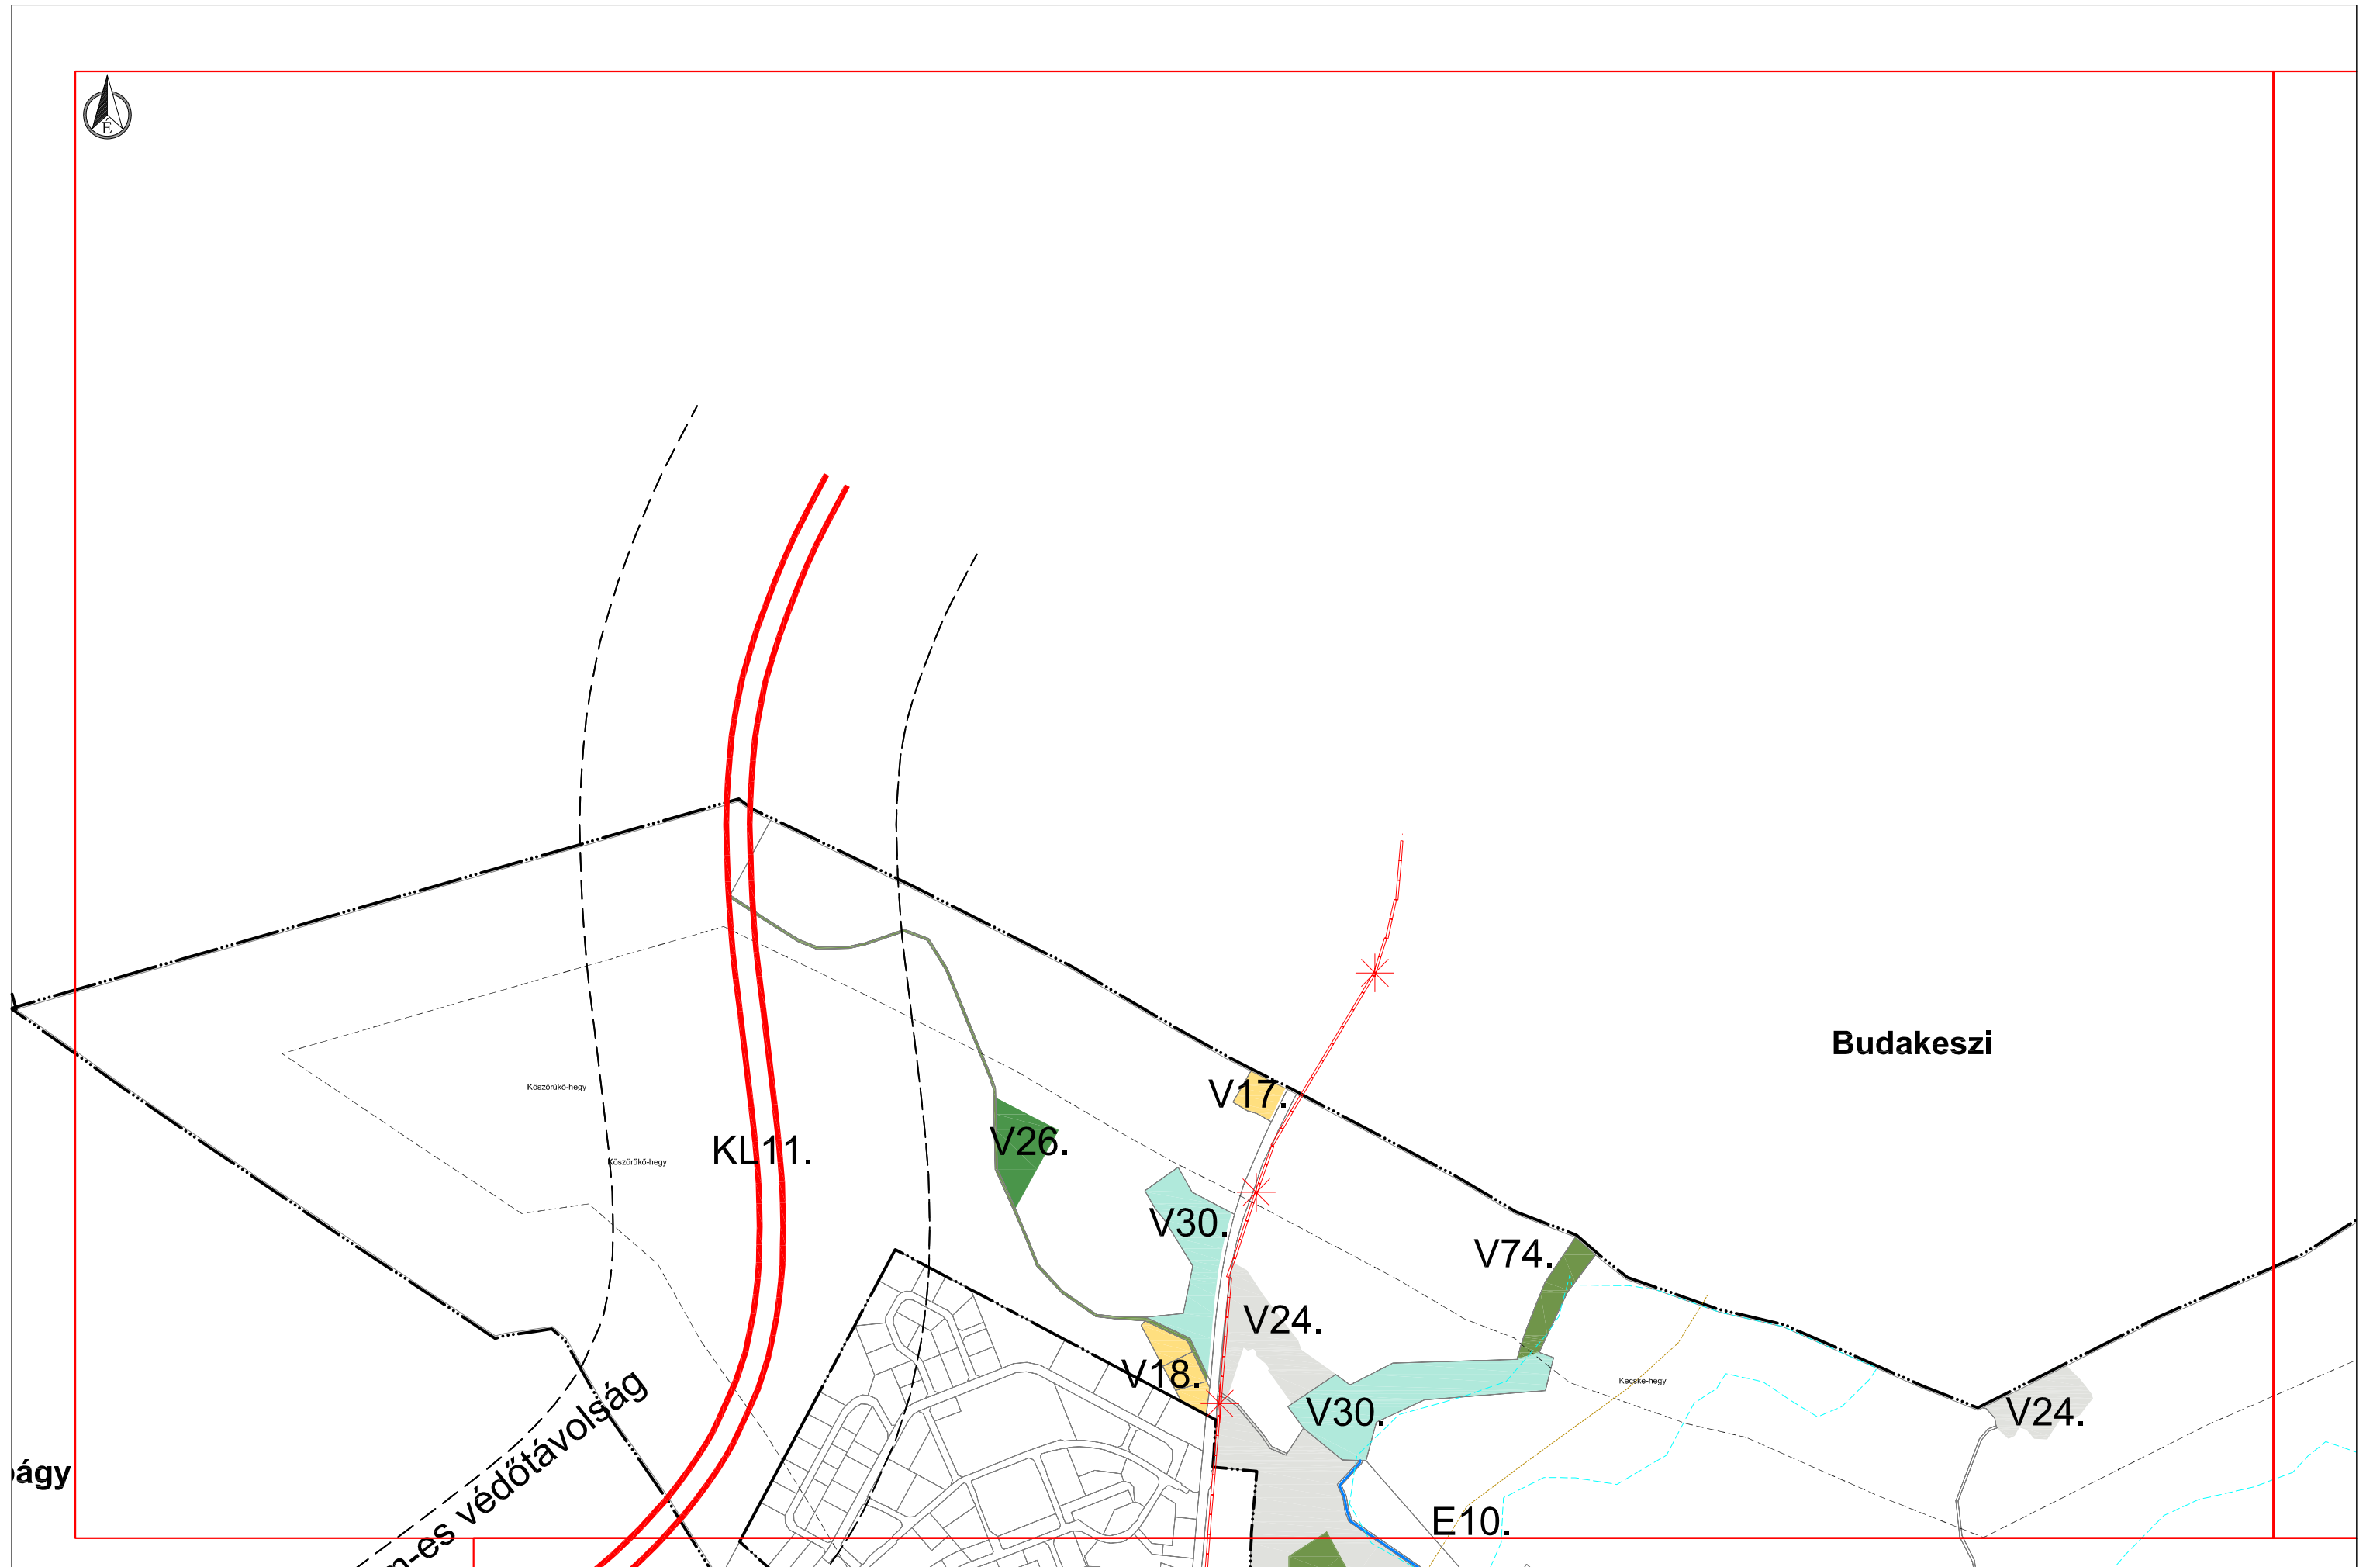 É
Budakeszi
Köszörűkő-hegy
V17.
KL11.
V26.
Köszörűkő-hegy
V30.
V74.
V24.
V18.
Kecske-hegy
V30.
V24.
ágy
m-es védőtávolság
E10.